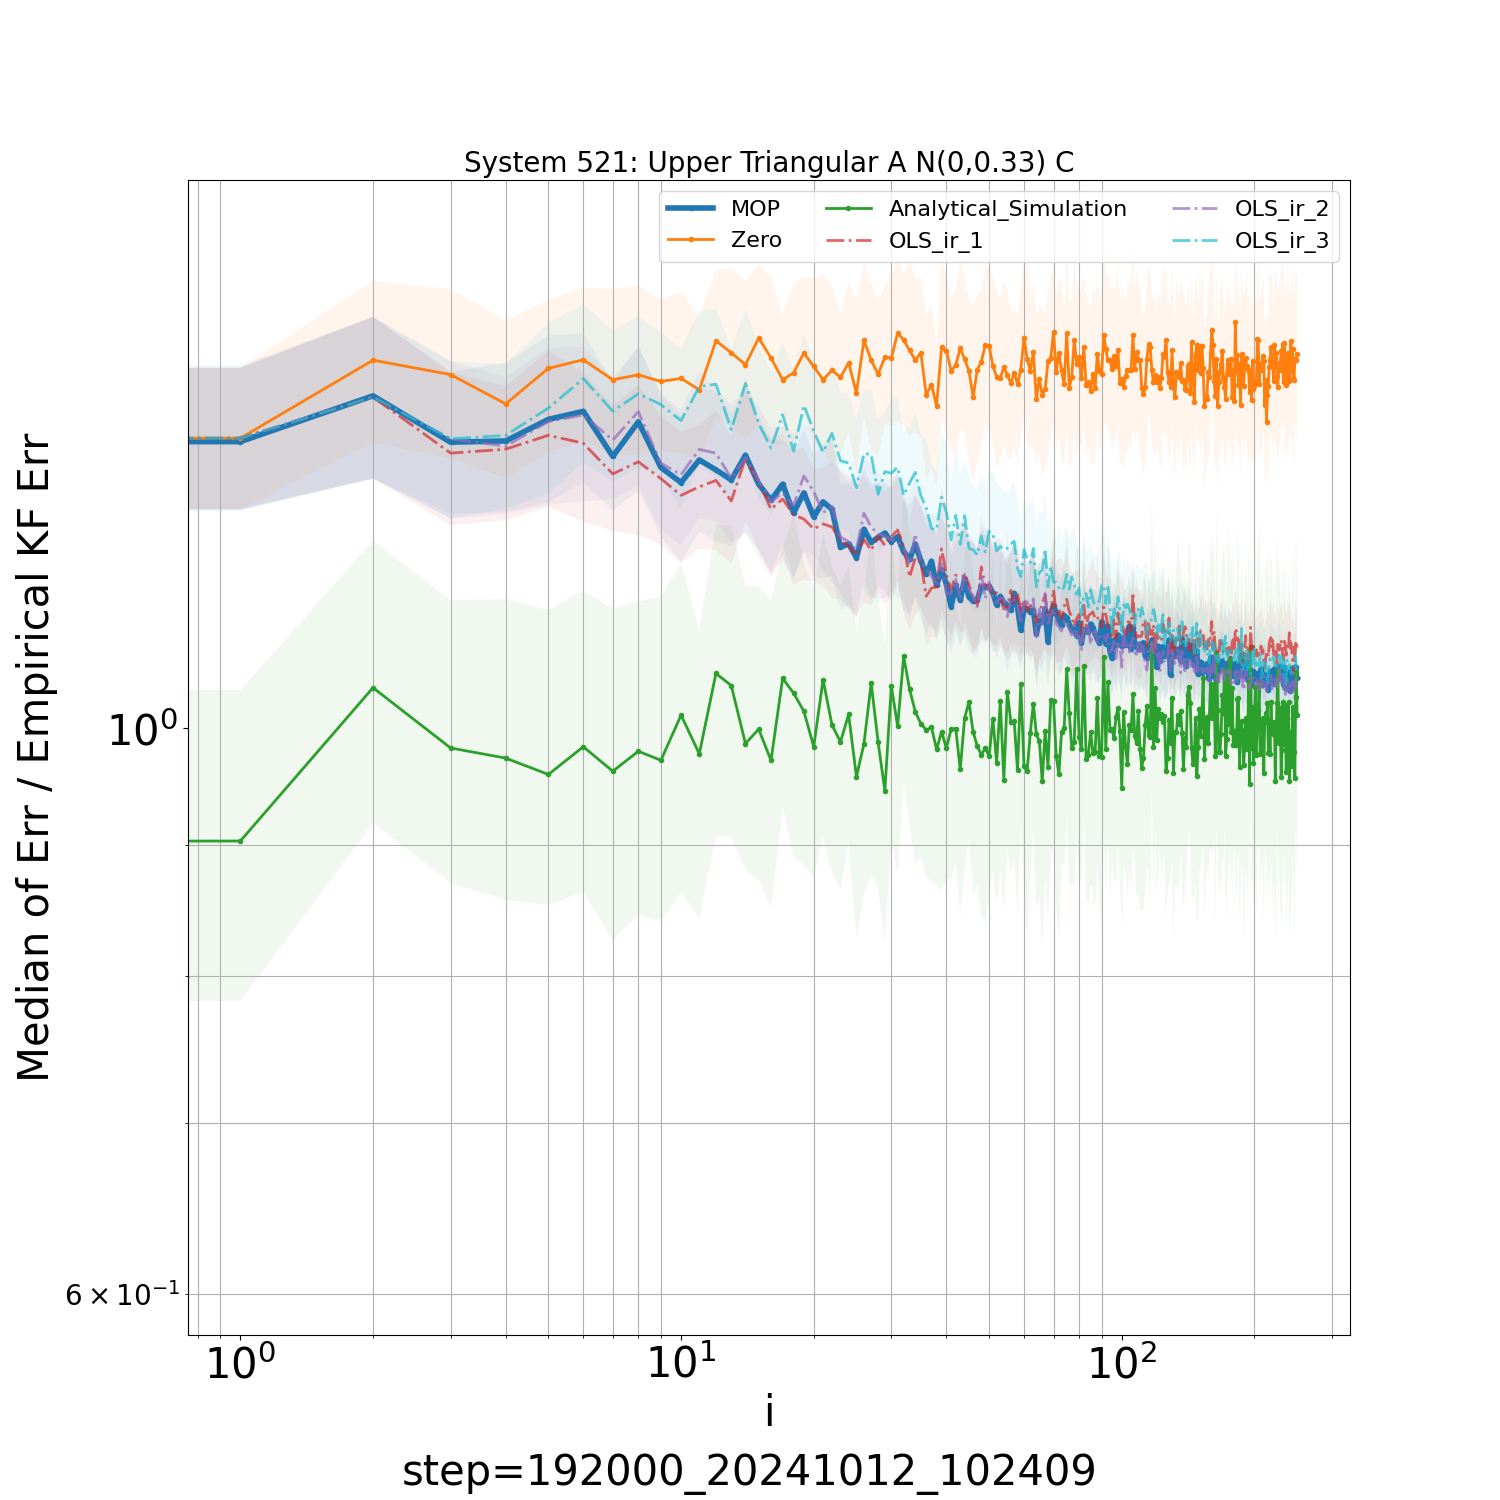 System 521: Upper Triangular A N(0,0.33) C
MOP
Zero
Analytical_Simulation
OLS_ir_1
OLS_ir_2
OLS_ir_3
Median of Err / Empirical KF Err
10⁰
6 × 10⁻¹
10⁰ 10¹ 10²
i
step=192000_20241012_102409